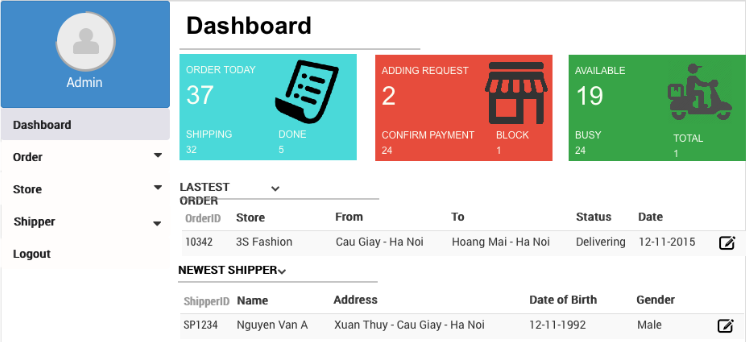 Admin
Dashboard
Order
Store
Shipper
Logout
Dashboard
ORDER TODAY
37
SHIPPING DONE
32 5
ADDING REQUEST
2
CONFIRM PAYMENT BLOCK
24 1
AVAILABLE
19
BUSY TOTAL
24 1
LASTEST
ORDER
OrderID Store From To Status Date
10342 3S Fashion Cau Giay - Ha Noi Hoang Mai - Ha Noi Delivering 12-11-2015
NEWEST SHIPPER
ShipperID Name Address Date of Birth Gender
SP1234 Nguyen Van A Xuan Thuy - Cau Giay - Ha Noi 12-11-1992 Male